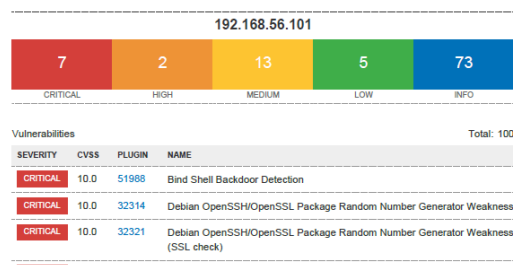 192.168.56.101
7 2 13 5 73
CRITICAL HIGH MEDIUM LOW INFO
Vulnerabilities Total: 100
SEVERITY CVSS PLUGIN NAME
CRITICAL 10.0 51988 Bind Shell Backdoor Detection
CRITICAL 10.0 32314 Debian OpenSSH/OpenSSL Package Random Number Generator Weakness
CRITICAL 10.0 32321 Debian OpenSSH/OpenSSL Package Random Number Generator Weakness
(SSL check)